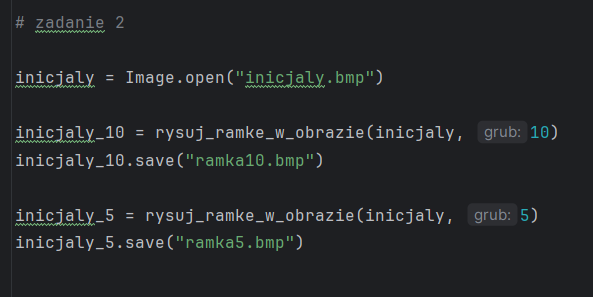 # zadanie 2
inicjaly = Image.open("inicjaly.bmp")
inicjaly_10 = rysuj_ramke_w_obrazie(inicjaly, grub: 10)
inicjaly_10.save("ramka10.bmp")
inicjaly_5 = rysuj_ramke_w_obrazie(inicjaly, grub: 5)
inicjaly_5.save("ramka5.bmp")